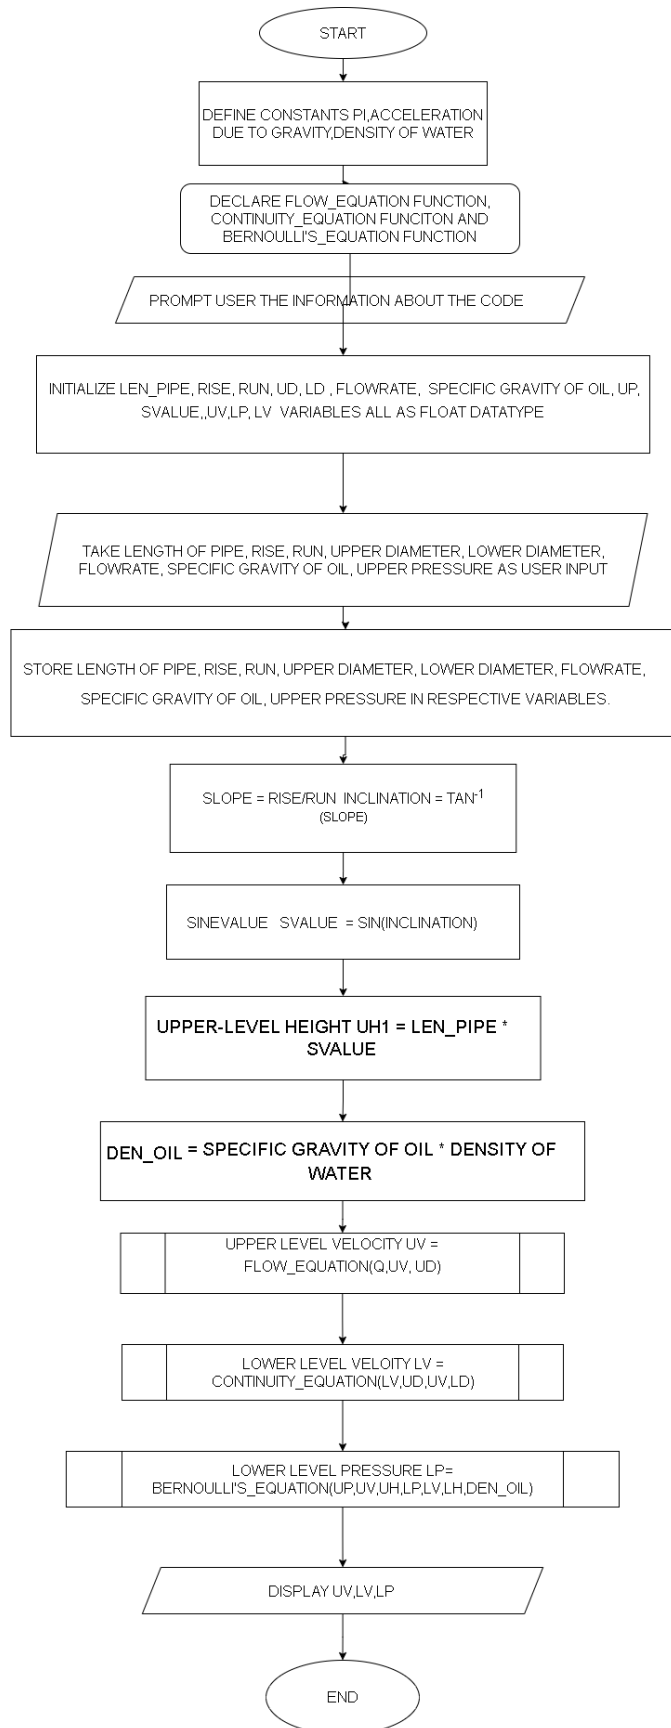 START
DEFINE CONSTANTS PI,ACCELERATION
DUE TO GRAVITY,DENSITY OF WATER
DECLARE FLOW_EQUATION FUNCTION,
CONTINUITY_EQUATION FUNCITON AND
BERNOULLI'S_EQUATION FUNCTION
PROMPT USER THE INFORMATION ABOUT THE CODE
INITIALIZE LEN_PIPE, RISE, RUN, UD, LD , FLOWRATE, SPECIFIC GRAVITY OF OIL, UP,
SVALUE,,UV,LP, LV VARIABLES ALL AS FLOAT DATATYPE
TAKE LENGTH OF PIPE, RISE, RUN, UPPER DIAMETER, LOWER DIAMETER,
FLOWRATE, SPECIFIC GRAVITY OF OIL, UPPER PRESSURE AS USER INPUT
STORE LENGTH OF PIPE, RISE, RUN, UPPER DIAMETER, LOWER DIAMETER, FLOWRATE,
SPECIFIC GRAVITY OF OIL, UPPER PRESSURE IN RESPECTIVE VARIABLES.
SLOPE = RISE/RUN INCLINATION = TAN⁻¹
(SLOPE)
SINEVALUE SVALUE = SIN(INCLINATION)
UPPER-LEVEL HEIGHT UH1 = LEN_PIPE *
SVALUE
DEN_OIL = SPECIFIC GRAVITY OF OIL * DENSITY OF
WATER
UPPER LEVEL VELOCITY UV =
FLOW_EQUATION(Q,UV, UD)
LOWER LEVEL VELOITY LV =
CONTINUITY_EQUATION(LV,UD,UV,LD)
LOWER LEVEL PRESSURE LP=
BERNOULLI'S_EQUATION(UP,UV,UH,LP,LV,LH,DEN_OIL)
DISPLAY UV,LV,LP
END